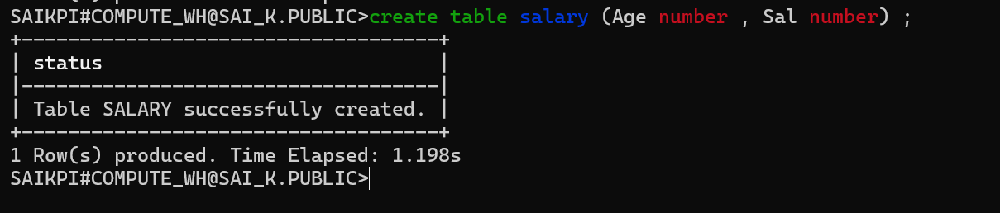 SAIKPI#COMPUTE_WH@SAI_K.PUBLIC>create table salary (Age number , Sal number) ;
+------------------------------------+
| status                             |
|------------------------------------|
| Table SALARY successfully created. |
+------------------------------------+
1 Row(s) produced. Time Elapsed: 1.198s
SAIKPI#COMPUTE_WH@SAI_K.PUBLIC>